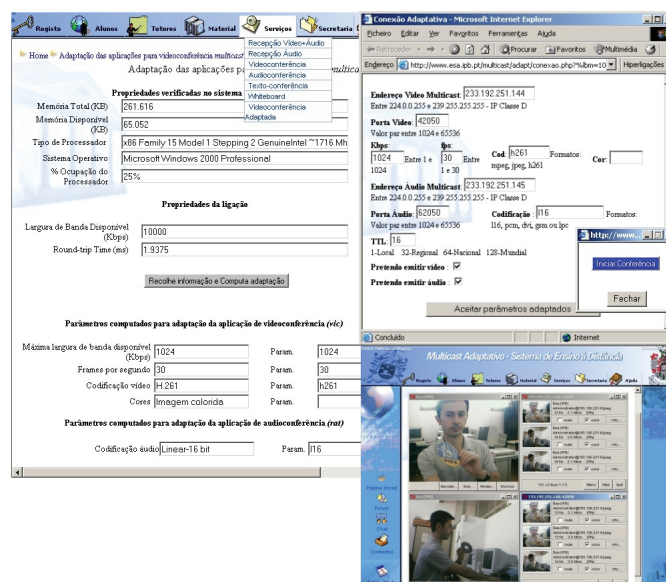 Registo Alunos Tutores Material Serviços Secretaria
Home Adaptação das aplicações para videoconferência multicast
Recepção Vídeo+Áudio
Recepção Áudio
Videoconferência
Audioconferência
Texto-conferência
Whiteboard
Videoconferência
Adaptada
Adaptação das aplicações pa
multica
Propriedades verificadas no sistema
Memória Total (KB) 261.616
Memória Disponível (KB) 65.052
Tipo de Processador x86 Family 15 Model 1 Stepping 2 GenuineIntel ~1716 Mh
Sistema Operativo Microsoft Windows 2000 Professional
% Ocupação do Processador 25%
Propriedades da ligação
Largura de Banda Disponível (Kbps) 10000
Round-trip Time (ms) 1.9375
Recolhe informação e Computa adaptação
Parâmetros computados para adaptação da aplicação de videoconferência (vic)
Máxima largura de banda disponível (Kbps) 1024 Param. 1024
Frames por segundo 30 Param. 30
Codificação vídeo H.261 Param. h261
Cores Imagem colorida Param.
Parâmetros computados para adaptação da aplicação de audioconferência (rat)
Codificação áudio Linear-16 bit Param. l16
Conexão Adaptativa - Microsoft Internet Explorer
Ficheiro Editar Ver Favoritos Ferramentas Ajuda
Retroceder Procurar Favoritos Multimédia
Endereço http://www.esa.ipb.pt/multicast/adapt/conexao.php?%lbm=10 Hiperligações
Endereço Vídeo Multicast: 233.192.251.144
Entre 224.0.0.255 e 239.255.255.255 - IP Classe D
Porta Vídeo: 42050
Valor par entre 1024 e 65536
Kbps: fps:
1024 Entre 1 e 30 Entre Cod: h261 Formatos: Cor:
1024 1 e 30 mpeg, jpeg, h261
Endereço Áudio Multicast: 233.192.251.145
Entre 224.0.0.255 e 239.255.255.255 - IP Classe D
Porta Áudio: 62050 Codificação : l16 Formatos:
Valor par entre 1024 e 65536 l16, pcm, dvi, gsm ou lpc
TTL: 16
1-Local 32-Regional 64-Nacional 128-Mundial
Pretendo emitir vídeo :
Pretendo emitir áudio :
Aceitar parâmetros adaptados
http://www...
Iniciar Conferência
Fechar
Concluído Internet
Multicast Adaptativo - Sistema de Ensino à Distância
Registo Alunos Tutores Material Serviços Secretaria Ajuda
Página Inicial
Fórum
Chat
Contactos
Menu Help Quit